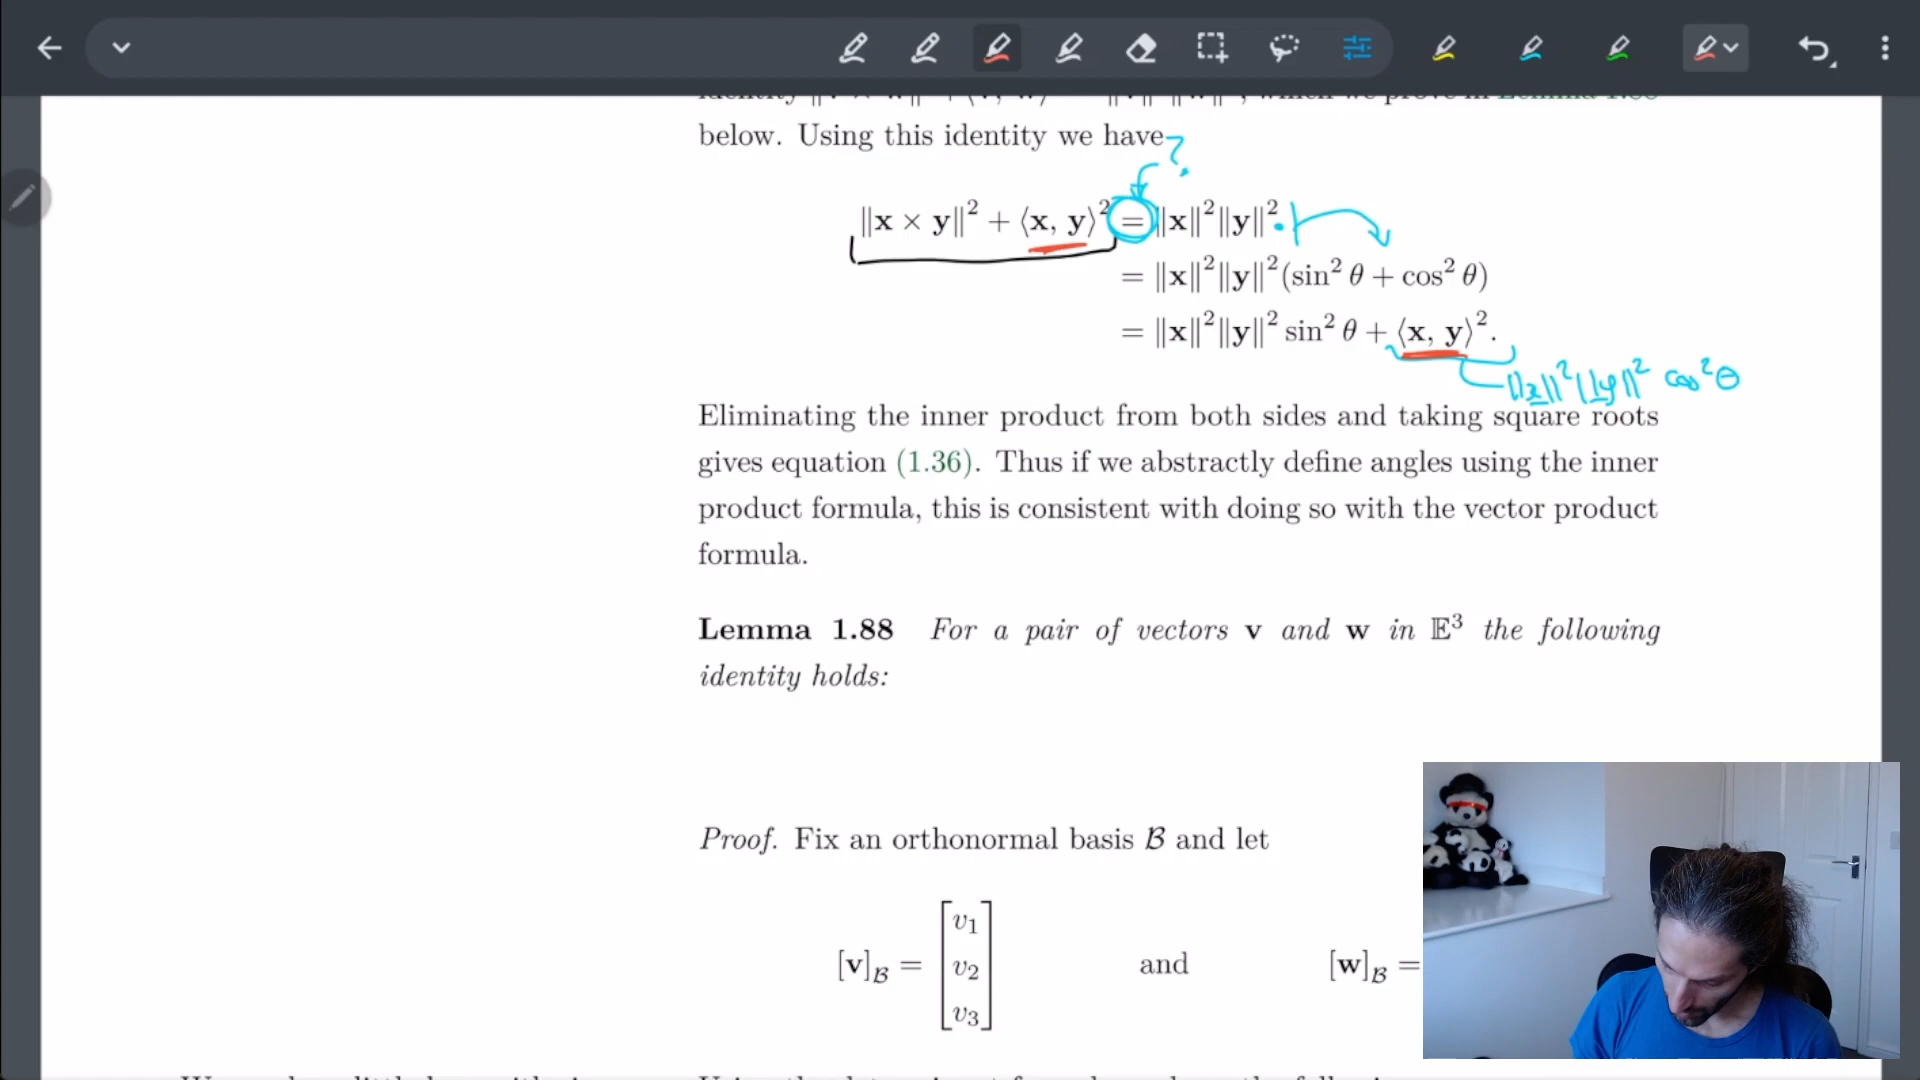 below. Using this identity we have
?
‖x × y‖² + ⟨x, y⟩² = ‖x‖²‖y‖².
= ‖x‖²‖y‖²(sin² θ + cos² θ)
= ‖x‖²‖y‖² sin² θ + ⟨x, y⟩².
‖x‖²‖y‖² cos²θ
Eliminating the inner product from both sides and taking square roots
gives equation (1.36). Thus if we abstractly define angles using the inner
product formula, this is consistent with doing so with the vector product
formula.
Lemma 1.88 For a pair of vectors v and w in 𝔼³ the following
identity holds:
Proof. Fix an orthonormal basis ℬ and let
[v]ℬ = [v₁ v₂ v₃] and [w]ℬ =